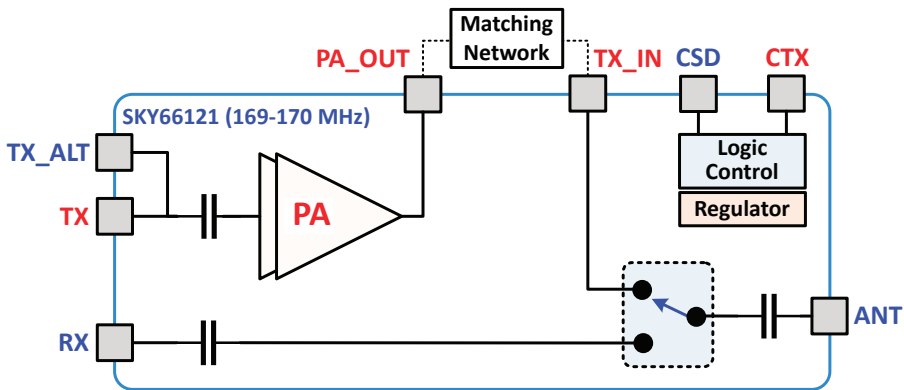 Matching
Network
PA_OUT
TX_IN
CSD
CTX
SKY66121 (169-170 MHz)
TX_ALT
Logic
Control
TX
PA
Regulator
ANT
RX